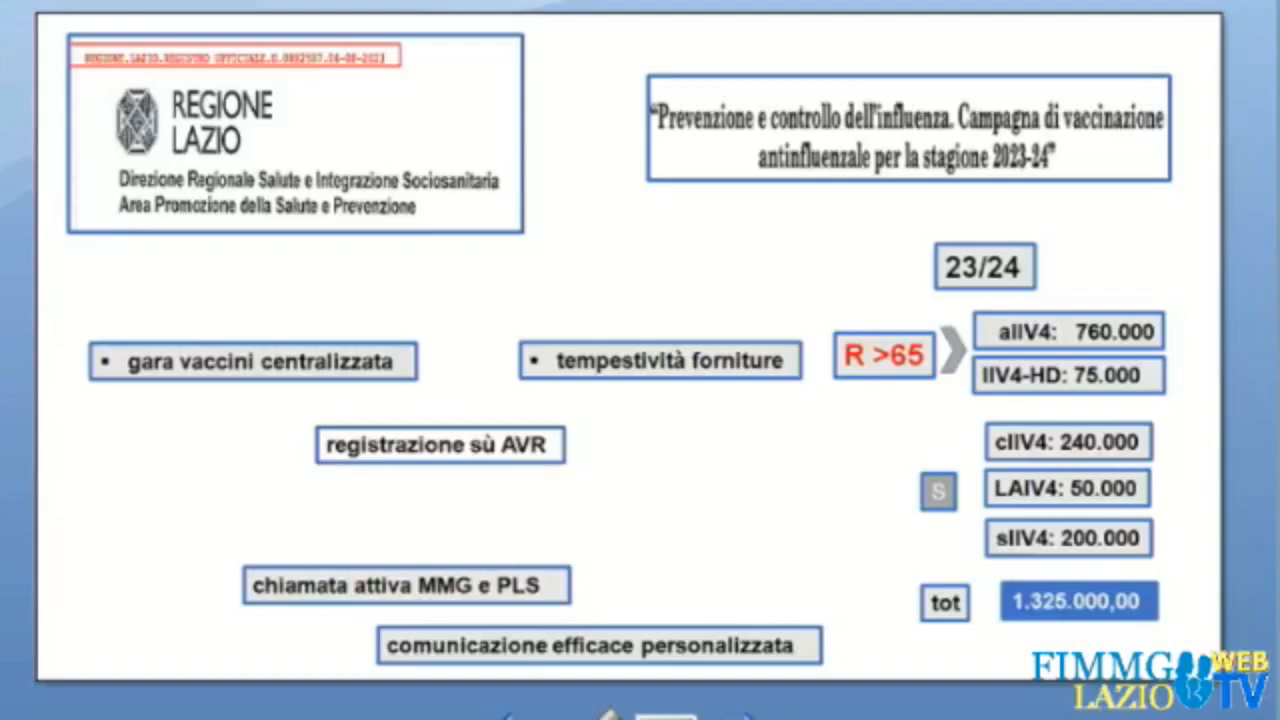 REGIONE
LAZIO
Direzione Regionale Salute e Integrazione Sociosanitaria
Area Promozione della Salute e Prevenzione
“Prevenzione e controllo dell'influenza. Campagna di vaccinazione
antinfluenzale per la stagione 2023-24”
23/24
▪ gara vaccini centralizzata
▪ tempestività forniture
R >65
aIIV4: 760.000
IIV4-HD: 75.000
registrazione sù AVR
cIIV4: 240.000
S
LAIV4: 50.000
sIIV4: 200.000
chiamata attiva MMG e PLS
tot
1.325.000,00
comunicazione efficace personalizzata
FIMMG
LAZIO
WEB
TV